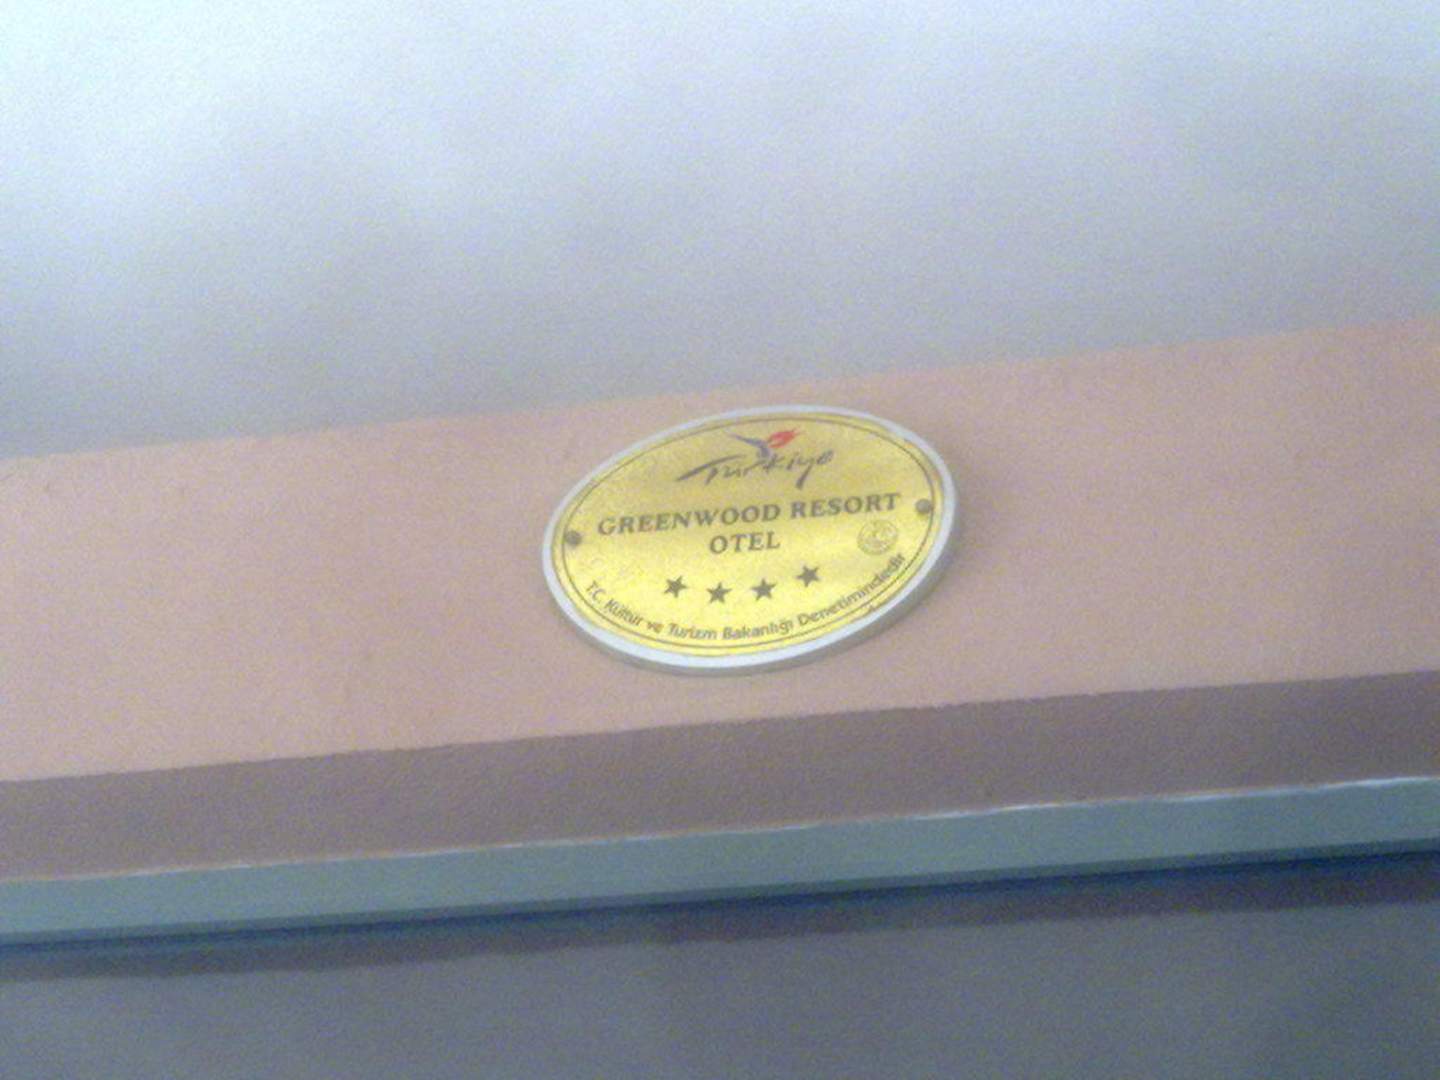 Türkiye
GREENWOOD RESORT
OTEL
T.C. Kültür ve Turizm Bakanlığı Denetimindedir